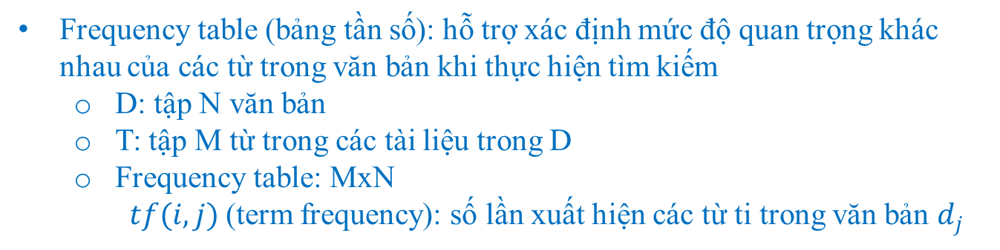 • Frequency table (bảng tần số): hỗ trợ xác định mức độ quan trọng khác
nhau của các từ trong văn bản khi thực hiện tìm kiếm
o D: tập N văn bản
o T: tập M từ trong các tài liệu trong D
o Frequency table: MxN
𝑡𝑓(𝑖, 𝑗) (term frequency): số lần xuất hiện các từ ti trong văn bản 𝑑𝑗